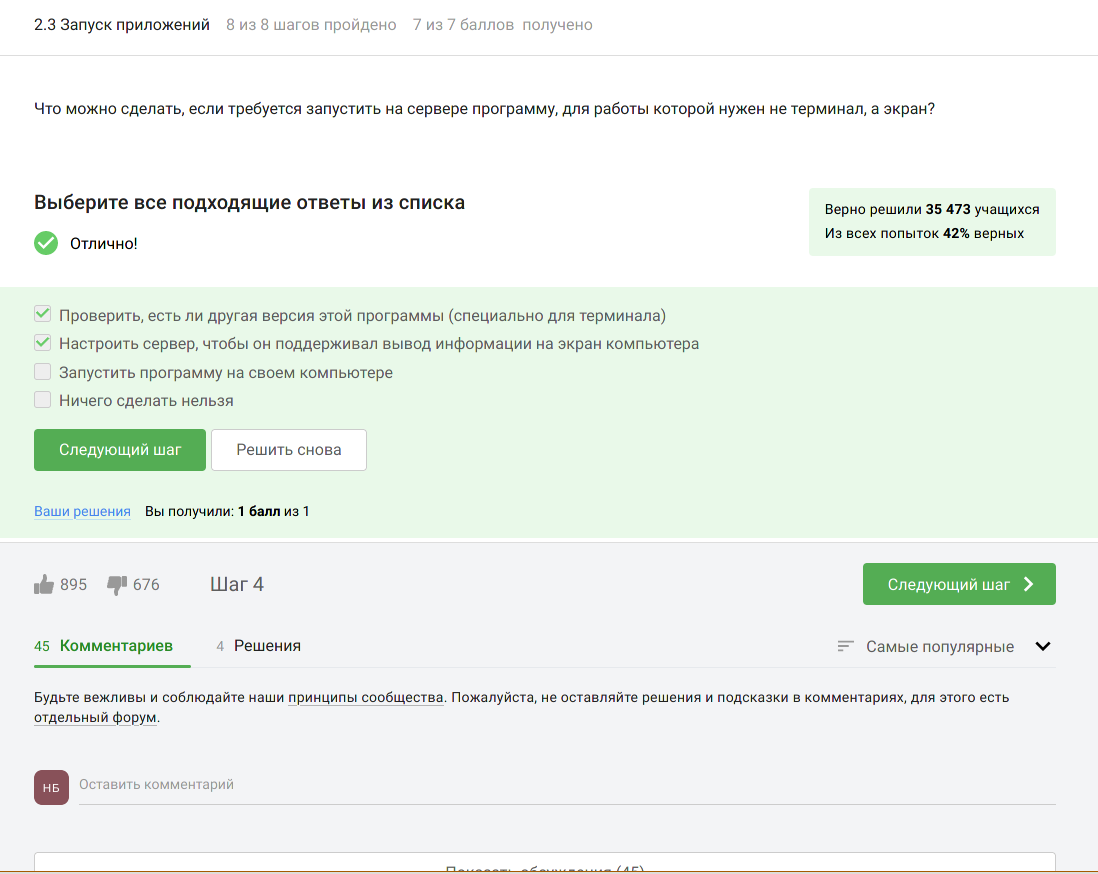 2.3 Запуск приложений 8 из 8 шагов пройдено 7 из 7 баллов получено
Что можно сделать, если требуется запустить на сервере программу, для работы которой нужен не терминал, а экран?
Выберите все подходящие ответы из списка
Верно решили 35 473 учащихся
Из всех попыток 42% верных
Отлично!
Проверить, есть ли другая версия этой программы (специально для терминала)
Настроить сервер, чтобы он поддерживал вывод информации на экран компьютера
Запустить программу на своем компьютере
Ничего сделать нельзя
Следующий шаг Решить снова
Ваши решения Вы получили: 1 балл из 1
895 676 Шаг 4 Следующий шаг
45 Комментариев 4 Решения Самые популярные
Будьте вежливы и соблюдайте наши принципы сообщества. Пожалуйста, не оставляйте решения и подсказки в комментариях, для этого есть
отдельный форум.
НБ Оставить комментарий
Показать обсуждения (45)